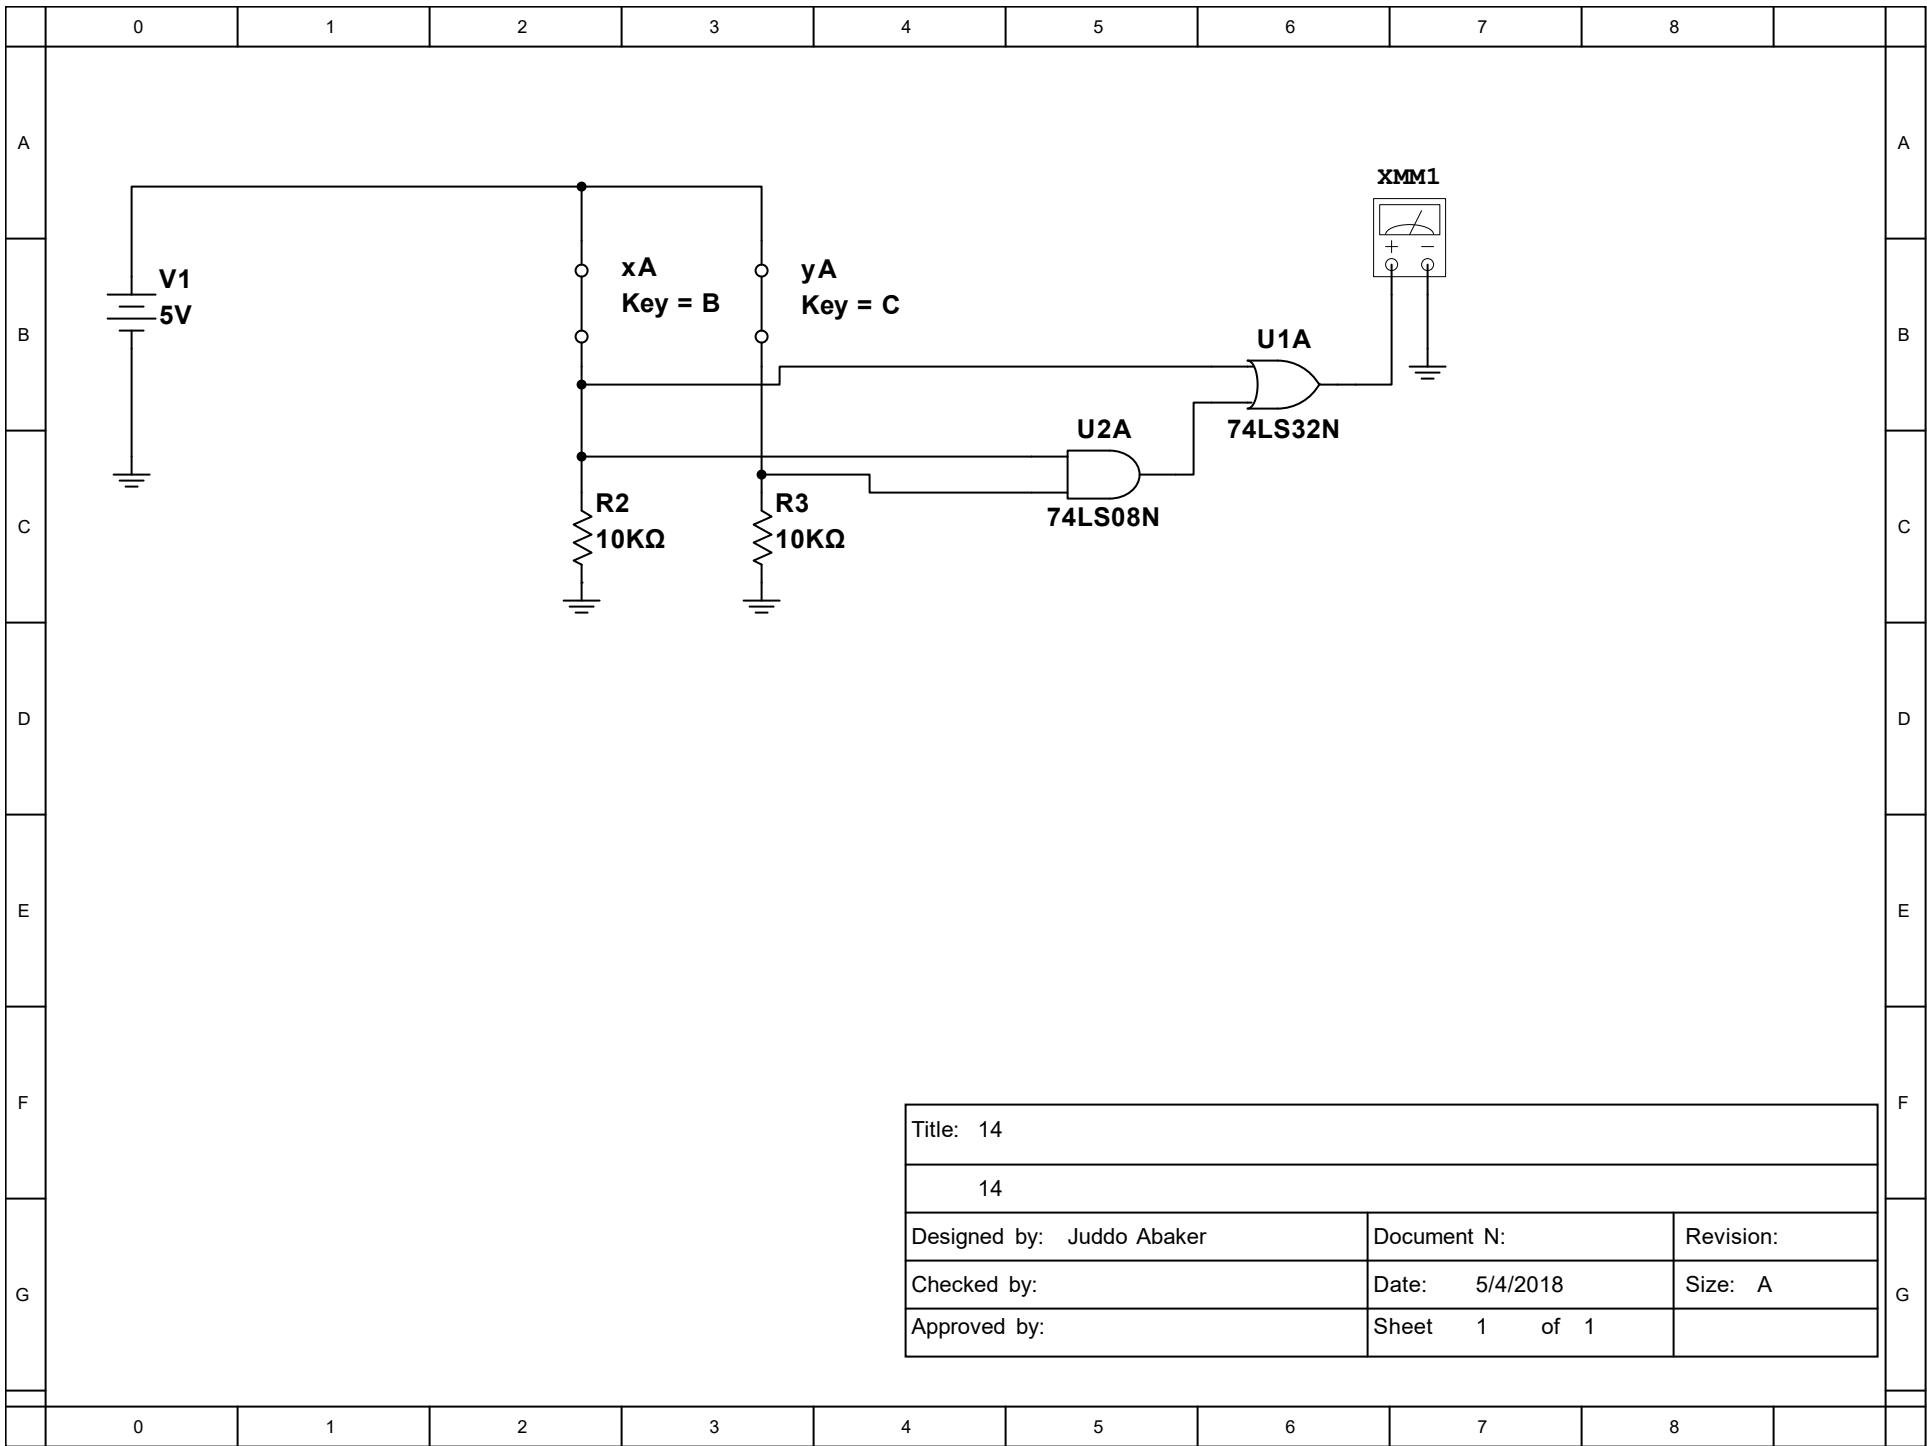 0 1 2 3 4 5 6 7 8
A A
XMM1
xA
yA
V1
Key = B
Key = C
5V
B B
U1A
U2A
74LS32N
R2
R3
74LS08N
C C
10KΩ
10KΩ
D D
E E
F F
Title: 14
14
Designed by: Juddo Abaker Document N: Revision:
Checked by: Date: 5/4/2018 Size: A
G G
Approved by: Sheet 1 of 1
0 1 2 3 4 5 6 7 8